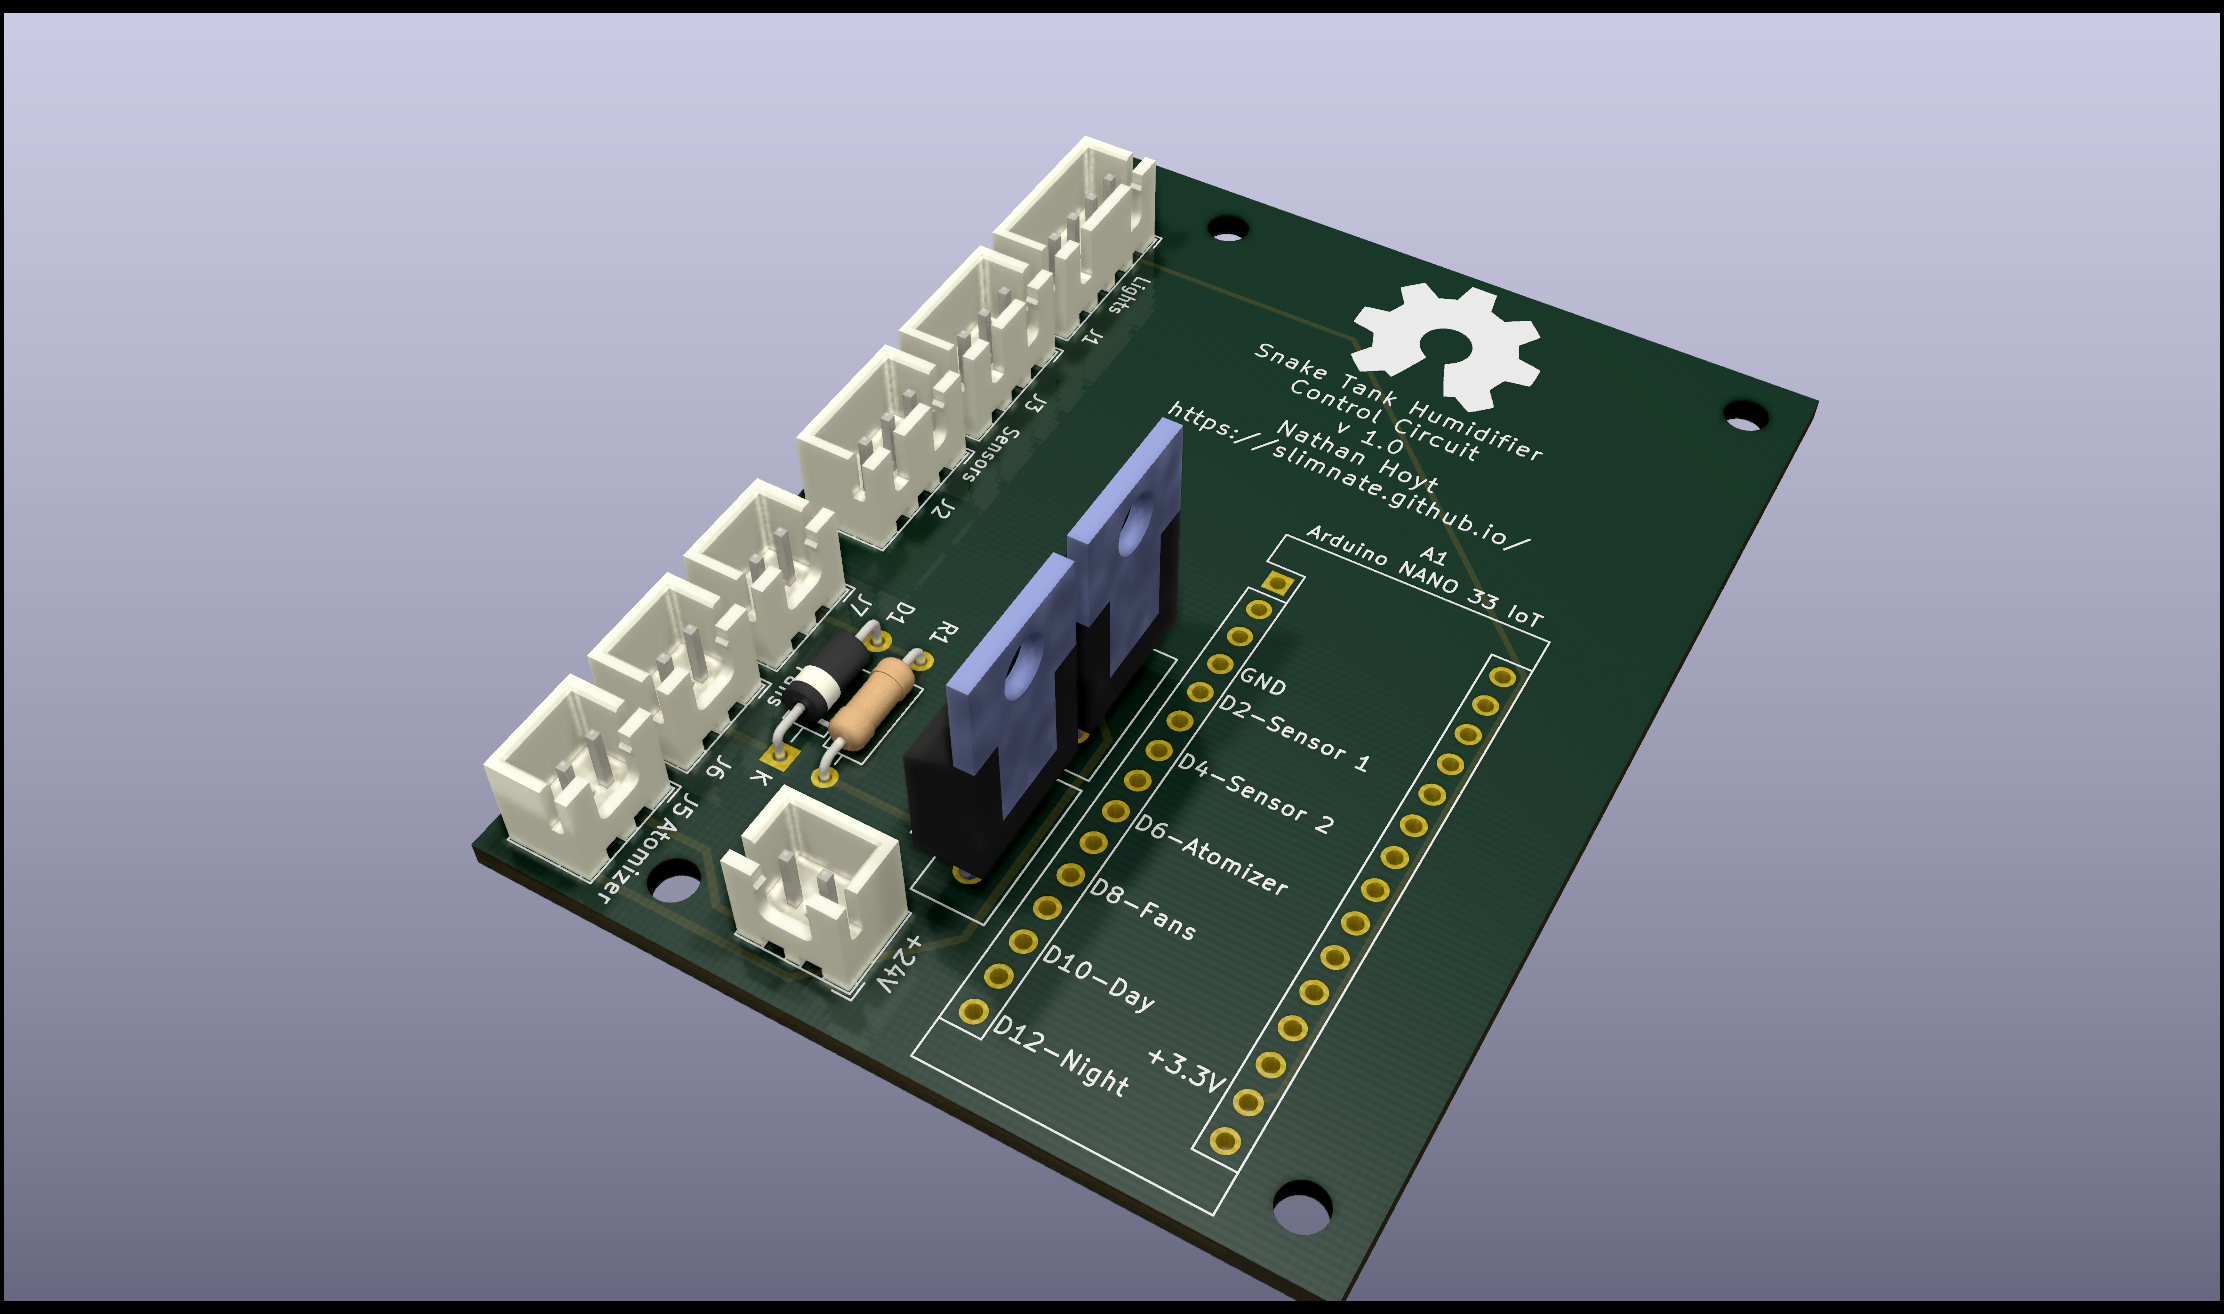 Lights
J1
J3
Sensors
J2
Snake Tank Humidifier
Control Circuit
v 1.0
Nathan Hoyt
https://slimnate.github.io/
A1
Arduino NANO 33 IoT
J7
D1
R1
J6
K
J5
Atomizer
+24V
GND
D2-Sensor 1
D4-Sensor 2
D6-Atomizer
D8-Fans
D10-Day
D12-Night
+3.3V